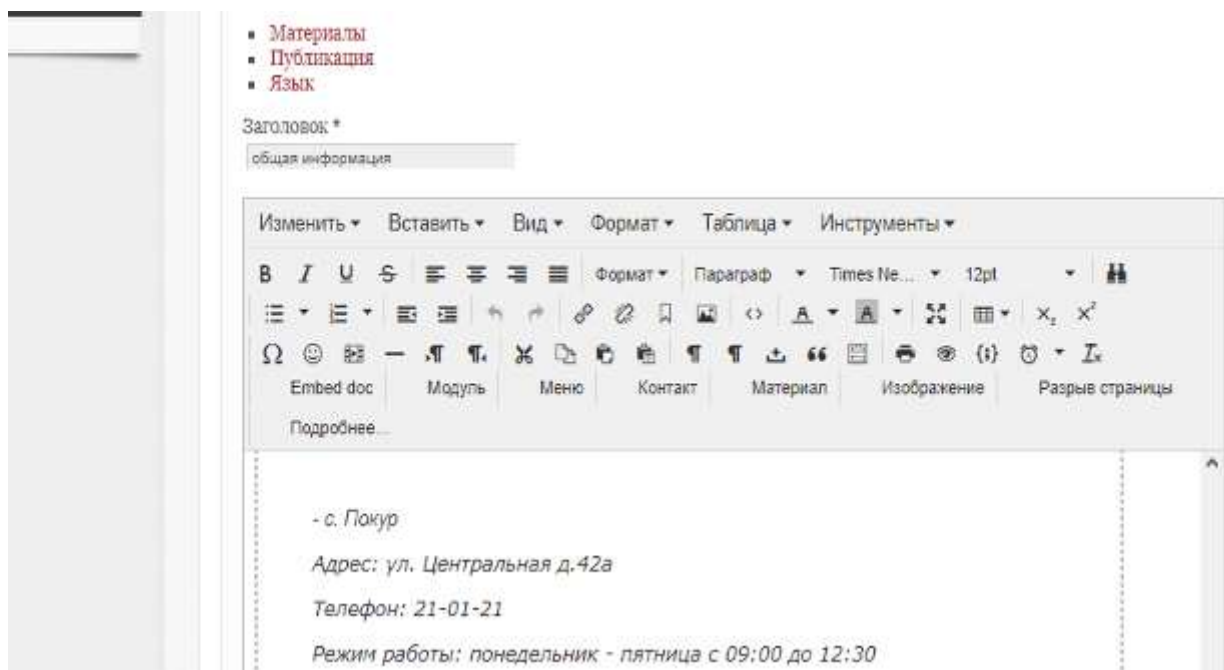 Материалы
Публикация
Язык
Заголовок *
общая информация
Изменить Вставить Вид Формат Таблица Инструменты
B I U S Формат Параграф Times Ne... 12pt
Embed doc Модуль Меню Контакт Материал Изображение Разрыв страницы
Подробнее...
- с. Покур
Адрес: ул. Центральная д.42а
Телефон: 21-01-21
Режим работы: понедельник - пятница с 09:00 до 12:30